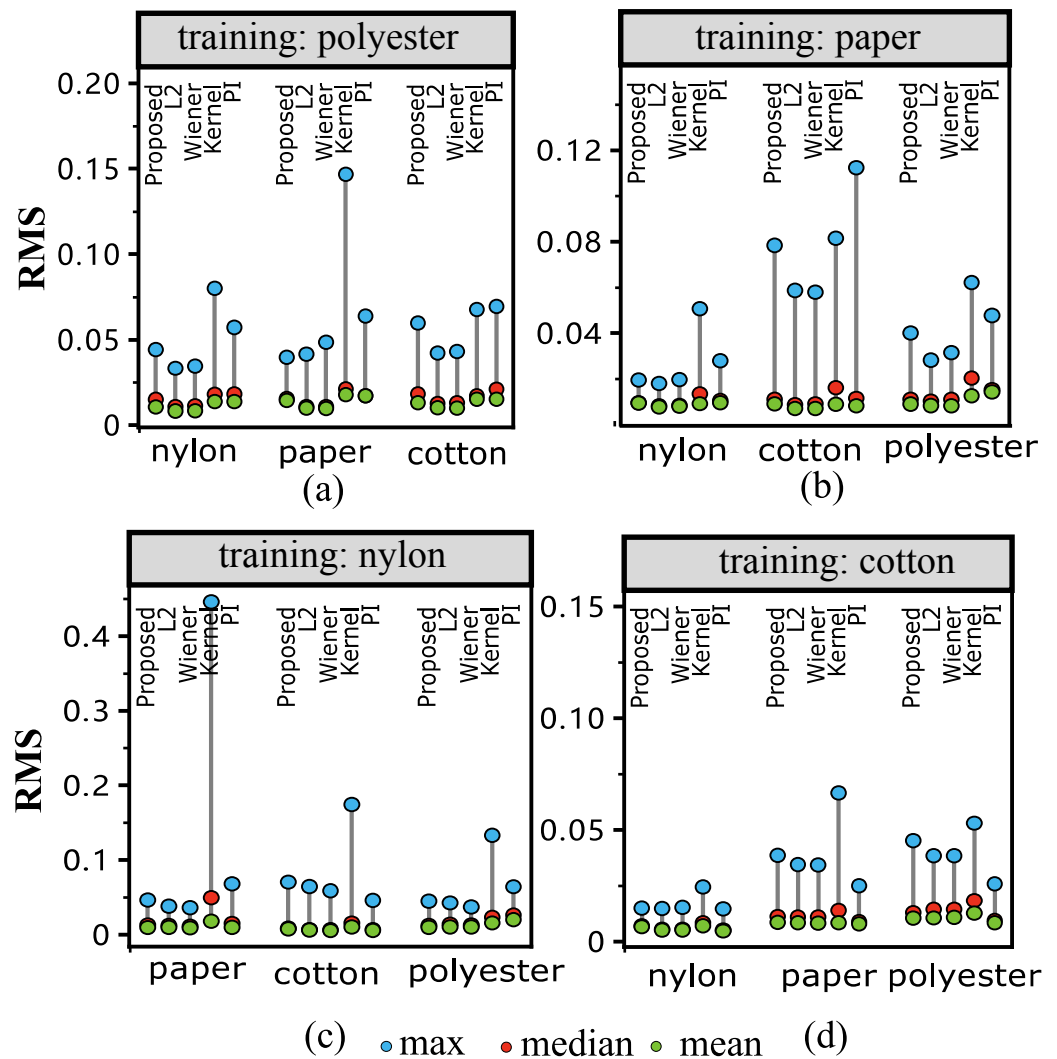 training: polyester
RMS
0.20
0.15
0.10
0.05
0
Proposed L2 Wiener Kernel PI
Proposed L2 Wiener Kernel PI
Proposed L2 Wiener Kernel PI
nylon paper cotton
(a)
training: paper
0.12
0.08
0.04
Proposed L2 Wiener Kernel PI
Proposed L2 Wiener Kernel PI
Proposed L2 Wiener Kernel PI
nylon cotton polyester
(b)
training: nylon
RMS
0.4
0.3
0.2
0.1
0
Proposed L2 Wiener Kernel PI
Proposed L2 Wiener Kernel PI
Proposed L2 Wiener Kernel PI
paper cotton polyester
(c)
training: cotton
0.15
0.10
0.05
0
Proposed L2 Wiener Kernel PI
Proposed L2 Wiener Kernel PI
Proposed L2 Wiener Kernel PI
nylon paper polyester
(d)
max median mean